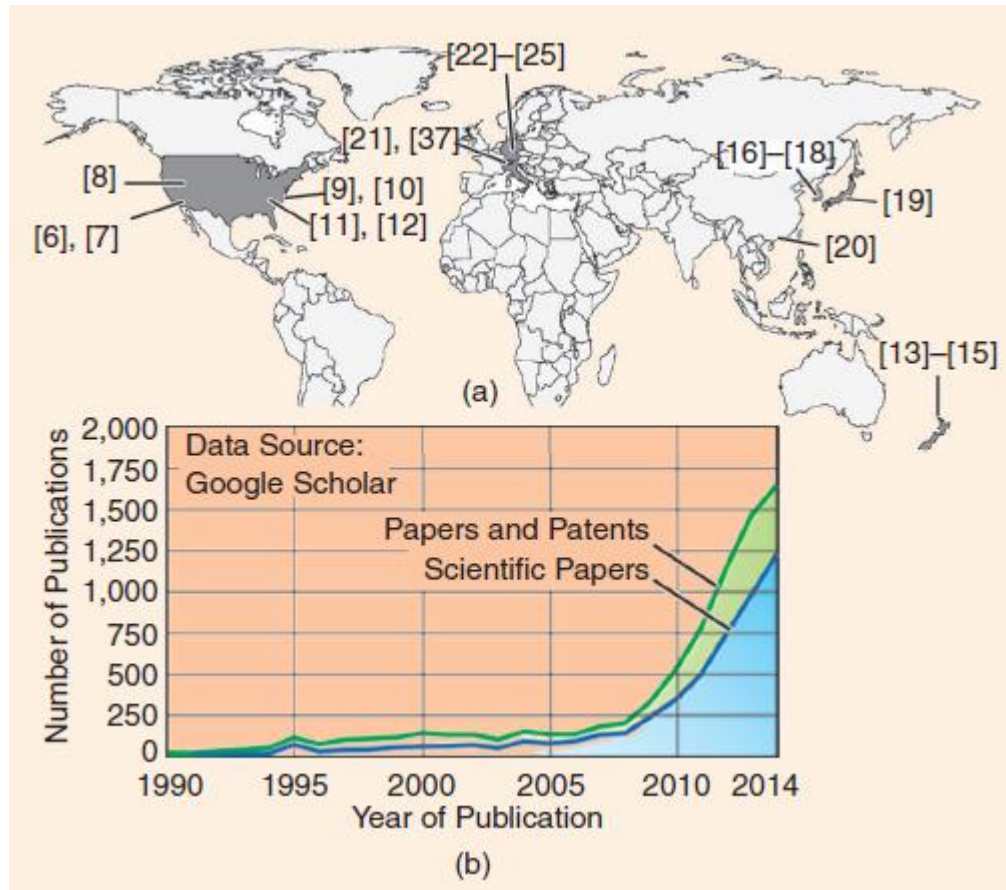 [22]–[25]
[21], [37]
[16]–[18]
[8]
[9], [10]
[19]
[11], [12]
[6], [7]
[20]
[13]–[15]
(a)
2,000
1,750
1,500
1,250
1,000
750
500
250
0
Number of Publications
Data Source:
Google Scholar
Papers and Patents
Scientific Papers
1990 1995 2000 2005 2010 2014
Year of Publication
(b)